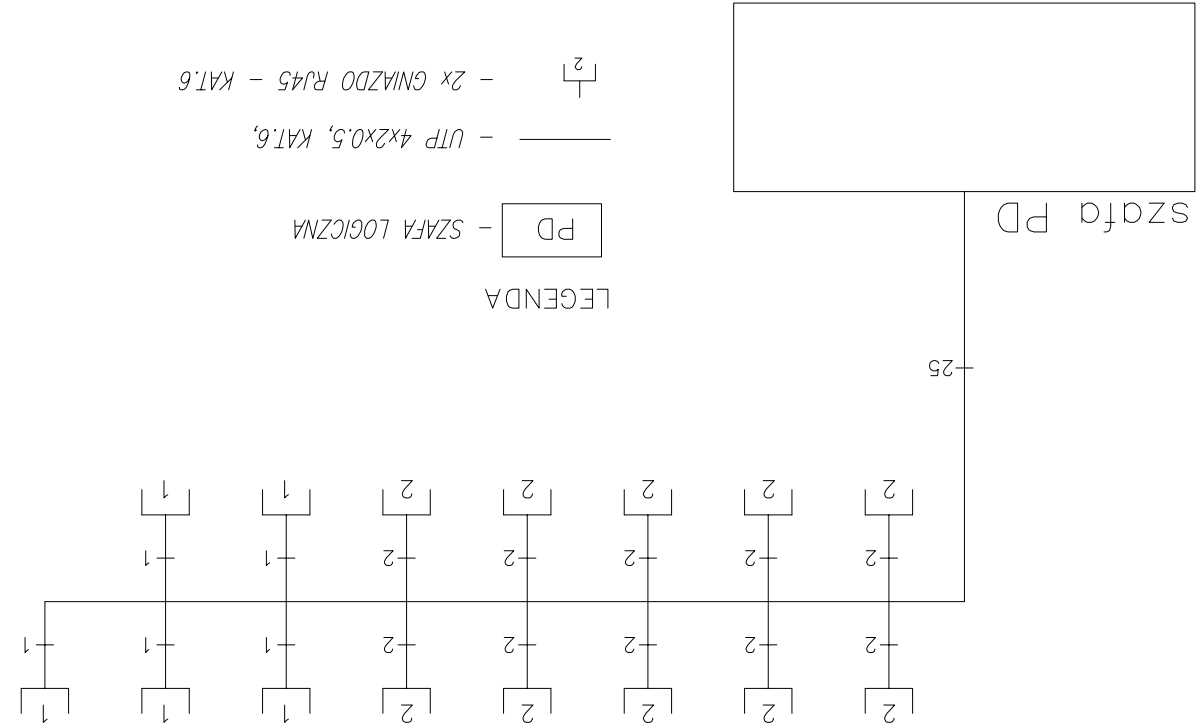 2 2 2 2 2 1 1 1
2 2 2 2 2 1 1 1
2 2 2 2 2 1 1
2 2 2 2 2 1 1
25
szafa PD
LEGENDA
PD – SZAFA LOGICZNA
– UTP 4x2x0.5, KAT.6,
2 – 2x GNIAZDO RJ45 – KAT.6